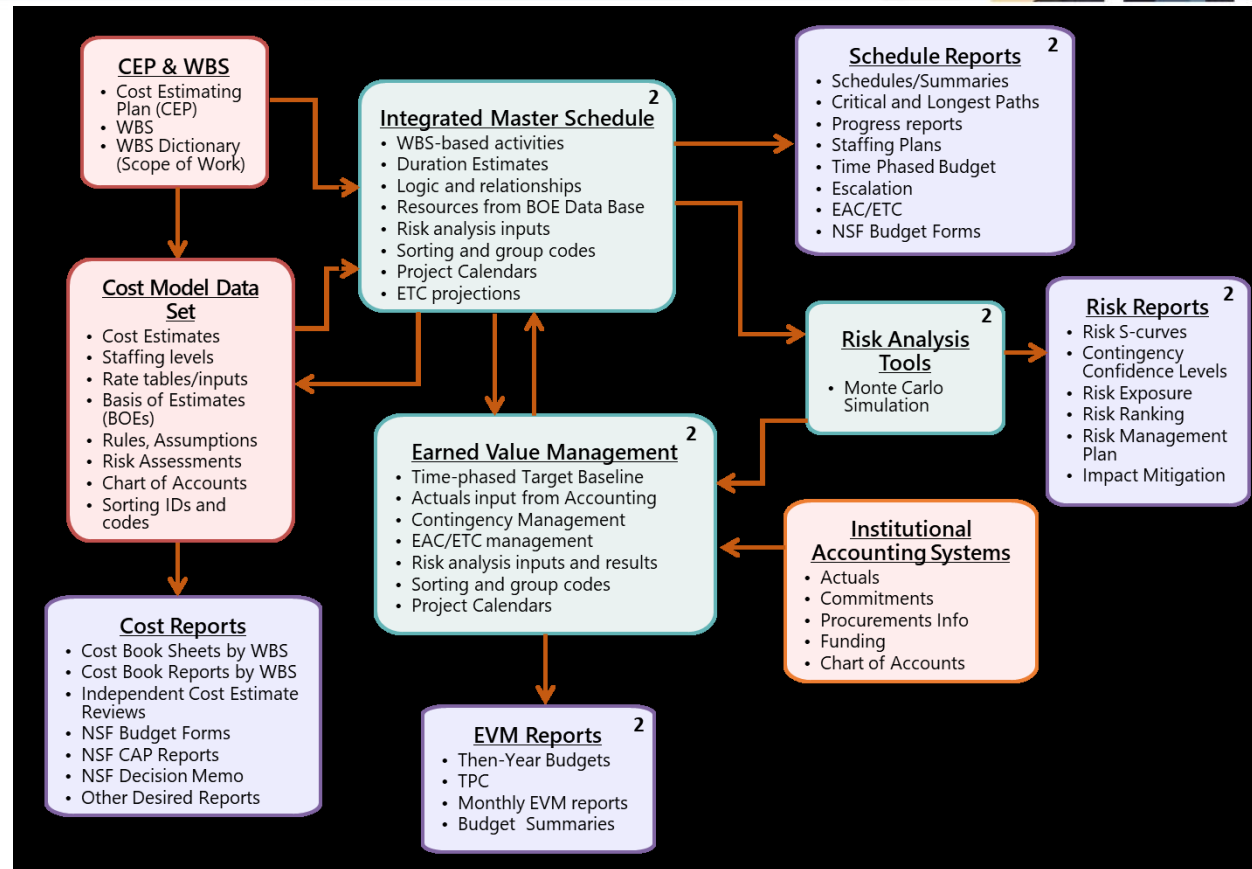 CEP & WBS
• Cost Estimating
Plan (CEP)
• WBS
• WBS Dictionary
(Scope of Work)
2
Integrated Master Schedule
• WBS-based activities
• Duration Estimates
• Logic and relationships
• Resources from BOE Data Base
• Risk analysis inputs
• Sorting and group codes
• Project Calendars
• ETC projections
2
Schedule Reports
• Schedules/Summaries
• Critical and Longest Paths
• Progress reports
• Staffing Plans
• Time Phased Budget
• Escalation
• EAC/ETC
• NSF Budget Forms
Cost Model Data
Set
• Cost Estimates
• Staffing levels
• Rate tables/inputs
• Basis of Estimates
(BOEs)
• Rules, Assumptions
• Risk Assessments
• Chart of Accounts
• Sorting IDs and
codes
2
Risk Analysis
Tools
• Monte Carlo
Simulation
2
Risk Reports
• Risk S-curves
• Contingency
Confidence Levels
• Risk Exposure
• Risk Ranking
• Risk Management
Plan
• Impact Mitigation
2
Earned Value Management
• Time-phased Target Baseline
• Actuals input from Accounting
• Contingency Management
• EAC/ETC management
• Risk analysis inputs and results
• Sorting and group codes
• Project Calendars
Institutional
Accounting Systems
• Actuals
• Commitments
• Procurements Info
• Funding
• Chart of Accounts
Cost Reports
• Cost Book Sheets by WBS
• Cost Book Reports by WBS
• Independent Cost Estimate
Reviews
• NSF Budget Forms
• NSF CAP Reports
• NSF Decision Memo
• Other Desired Reports
2
EVM Reports
• Then-Year Budgets
• TPC
• Monthly EVM reports
• Budget Summaries